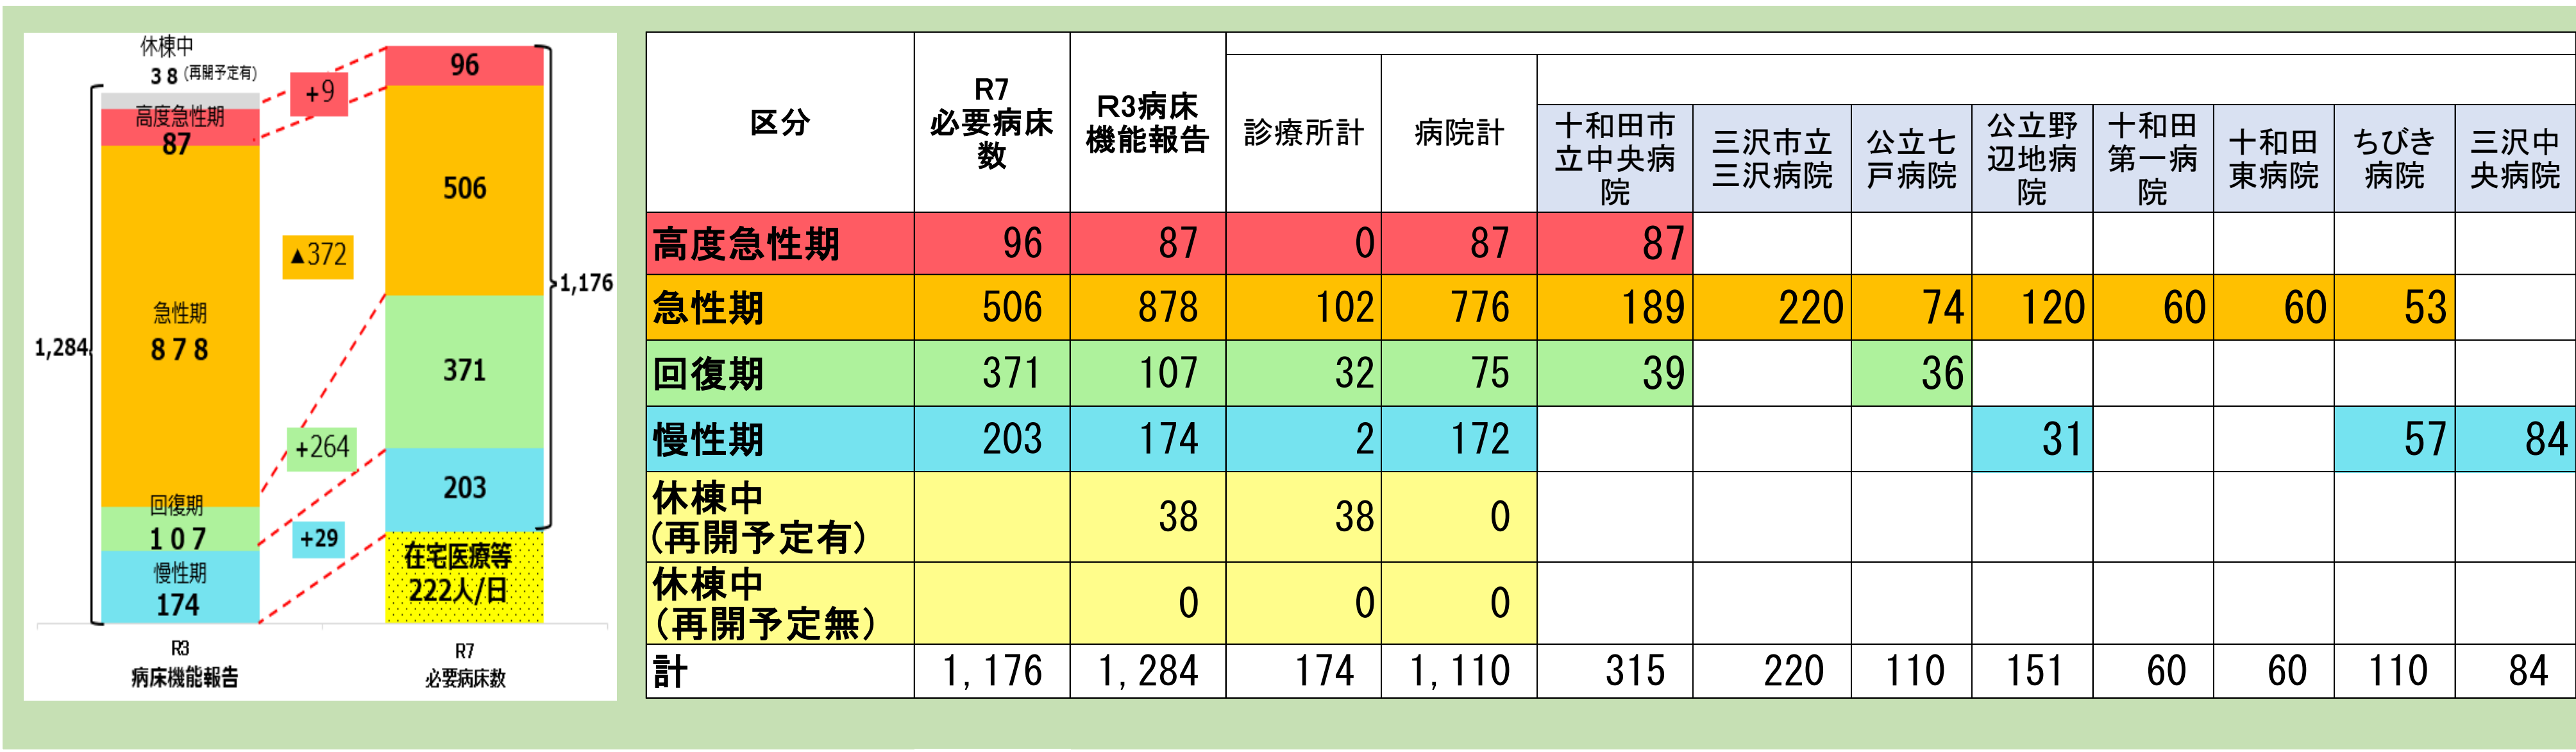 休棟中
38 (再開予定有)
高度急性期
87
急性期
878
回復期
107
慢性期
174
1,284
+9
▲372
+264
+29
96
506
371
203
在宅医療等
222人/日
1,176
R3
病床機能報告
R7
必要病床数
区分
R7
必要病床
数
R3病床
機能報告
診療所計
病院計
十和田市
立中央病
院
三沢市立
三沢病院
公立七
戸病院
公立野
辺地病
院
十和田
第一病
院
十和田
東病院
ちびき
病院
三沢中
央病院
高度急性期 96 87 0 87 87
急性期 506 878 102 776 189 220 74 120 60 60 53
回復期 371 107 32 75 39 36
慢性期 203 174 2 172 31 57 84
休棟中
(再開予定有) 38 38 0
休棟中
(再開予定無) 0 0 0
計 1,176 1,284 174 1,110 315 220 110 151 60 60 110 84